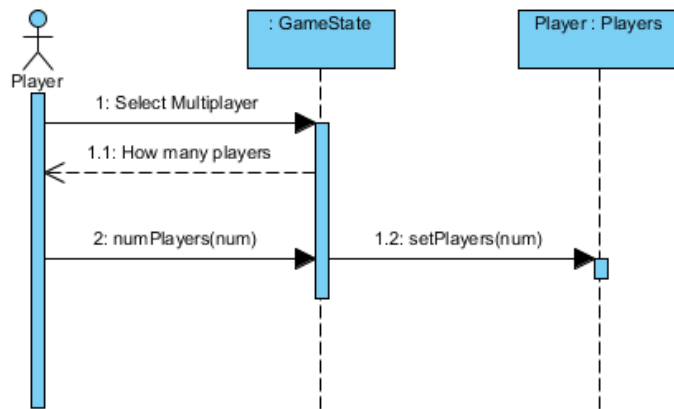 : GameState
Player : Players
Player
1: Select Multiplayer
1.1: How many players
2: numPlayers(num)
1.2: setPlayers(num)